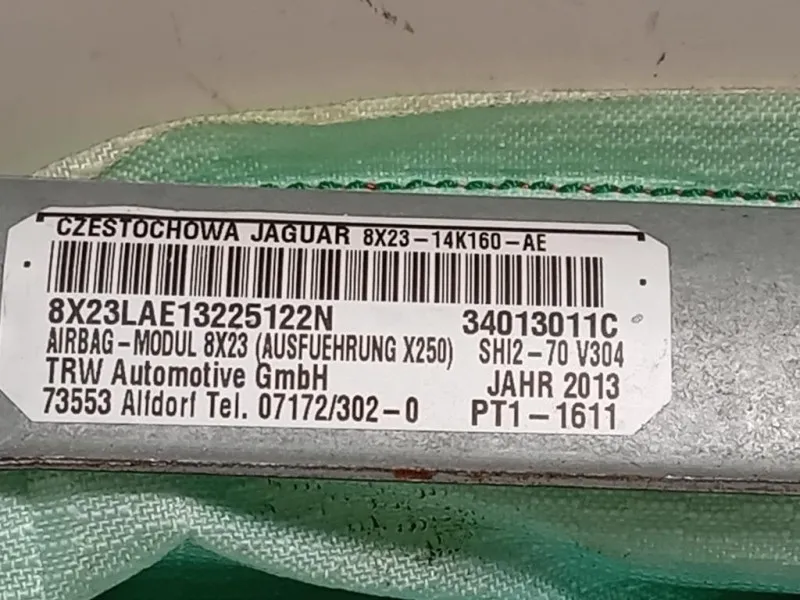 CZESTOCHOWA JAGUAR 8X23-14K160-AE
8X23LAE13225122N 34013011C
AIRBAG-MODUL 8X23 (AUSFUEHRUNG X250) SHI2-70 V304
TRW Automotive GmbH JAHR 2013
73553 Alfdorf Tel. 07172/302-0 PT1-1611